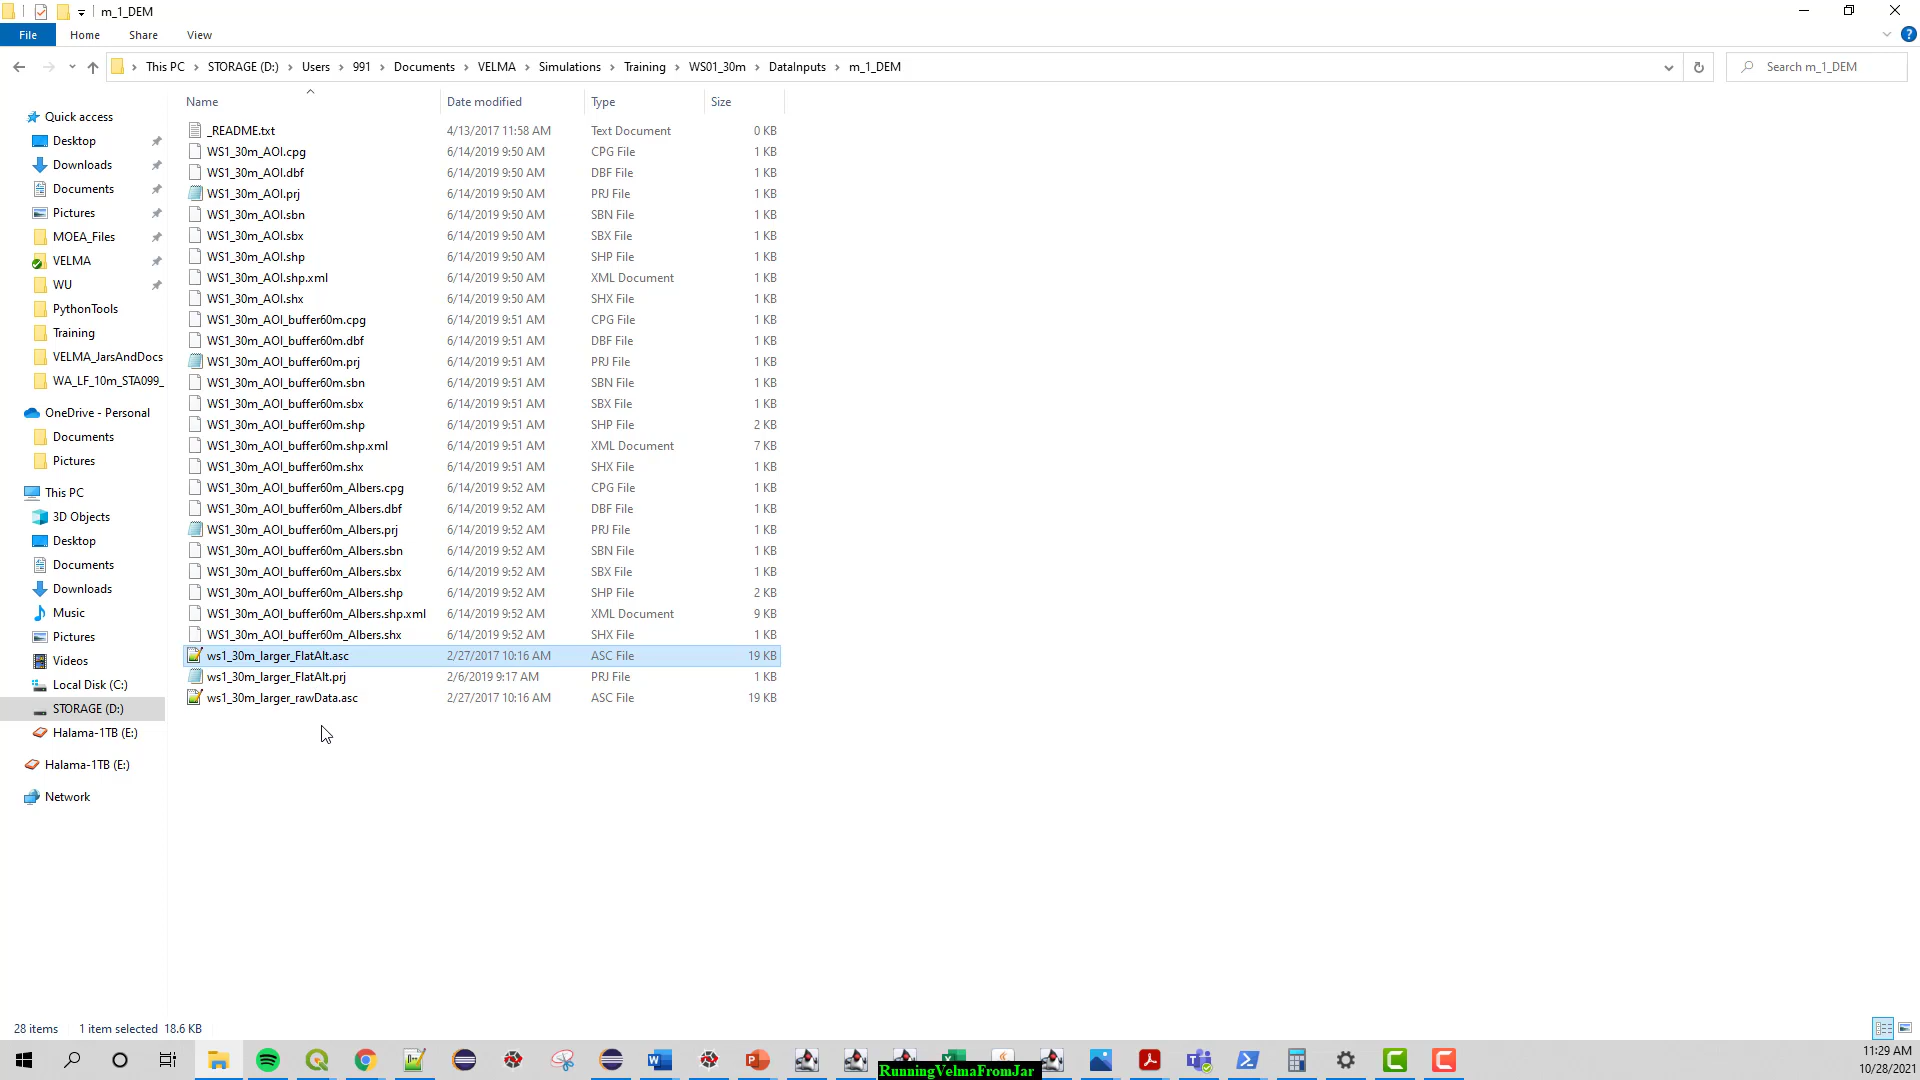 m_1_DEM
File Home Share View
This PC STORAGE (D:) Users 991 Documents VELMA Simulations Training WS01_30m DataInputs m_1_DEM
Search m_1_DEM
Name Date modified Type Size
_README.txt 4/13/2017 11:58 AM Text Document 0 KB
WS1_30m_AOI.cpg 6/14/2019 9:50 AM CPG File 1 KB
WS1_30m_AOI.dbf 6/14/2019 9:50 AM DBF File 1 KB
WS1_30m_AOI.prj 6/14/2019 9:50 AM PRJ File 1 KB
WS1_30m_AOI.sbn 6/14/2019 9:50 AM SBN File 1 KB
WS1_30m_AOI.sbx 6/14/2019 9:50 AM SBX File 1 KB
WS1_30m_AOI.shp 6/14/2019 9:50 AM SHP File 1 KB
WS1_30m_AOI.shp.xml 6/14/2019 9:50 AM XML Document 1 KB
WS1_30m_AOI.shx 6/14/2019 9:50 AM SHX File 1 KB
WS1_30m_AOI_buffer60m.cpg 6/14/2019 9:51 AM CPG File 1 KB
WS1_30m_AOI_buffer60m.dbf 6/14/2019 9:51 AM DBF File 1 KB
WS1_30m_AOI_buffer60m.prj 6/14/2019 9:51 AM PRJ File 1 KB
WS1_30m_AOI_buffer60m.sbn 6/14/2019 9:51 AM SBN File 1 KB
WS1_30m_AOI_buffer60m.sbx 6/14/2019 9:51 AM SBX File 1 KB
WS1_30m_AOI_buffer60m.shp 6/14/2019 9:51 AM SHP File 2 KB
WS1_30m_AOI_buffer60m.shp.xml 6/14/2019 9:51 AM XML Document 7 KB
WS1_30m_AOI_buffer60m.shx 6/14/2019 9:51 AM SHX File 1 KB
WS1_30m_AOI_buffer60m_Albers.cpg 6/14/2019 9:52 AM CPG File 1 KB
WS1_30m_AOI_buffer60m_Albers.dbf 6/14/2019 9:52 AM DBF File 1 KB
WS1_30m_AOI_buffer60m_Albers.prj 6/14/2019 9:52 AM PRJ File 1 KB
WS1_30m_AOI_buffer60m_Albers.sbn 6/14/2019 9:52 AM SBN File 1 KB
WS1_30m_AOI_buffer60m_Albers.sbx 6/14/2019 9:52 AM SBX File 1 KB
WS1_30m_AOI_buffer60m_Albers.shp 6/14/2019 9:52 AM SHP File 2 KB
WS1_30m_AOI_buffer60m_Albers.shp.xml 6/14/2019 9:52 AM XML Document 9 KB
WS1_30m_AOI_buffer60m_Albers.shx 6/14/2019 9:52 AM SHX File 1 KB
ws1_30m_larger_FlatAlt.asc 2/27/2017 10:16 AM ASC File 19 KB
ws1_30m_larger_FlatAlt.prj 2/6/2019 9:17 AM PRJ File 1 KB
ws1_30m_larger_rawData.asc 2/27/2017 10:16 AM ASC File 19 KB
Quick access
Desktop
Downloads
Documents
Pictures
MOEA_Files
VELMA
WU
PythonTools
Training
VELMA_JarsAndDocs
WA_LF_10m_STA099_
OneDrive - Personal
Documents
Pictures
This PC
3D Objects
Desktop
Documents
Downloads
Music
Pictures
Videos
Local Disk (C:)
STORAGE (D:)
Halama-1TB (E:)
Halama-1TB (E:)
Network
28 items 1 item selected 18.6 KB
RunningVelmaFromJar
11:29 AM
10/28/2021